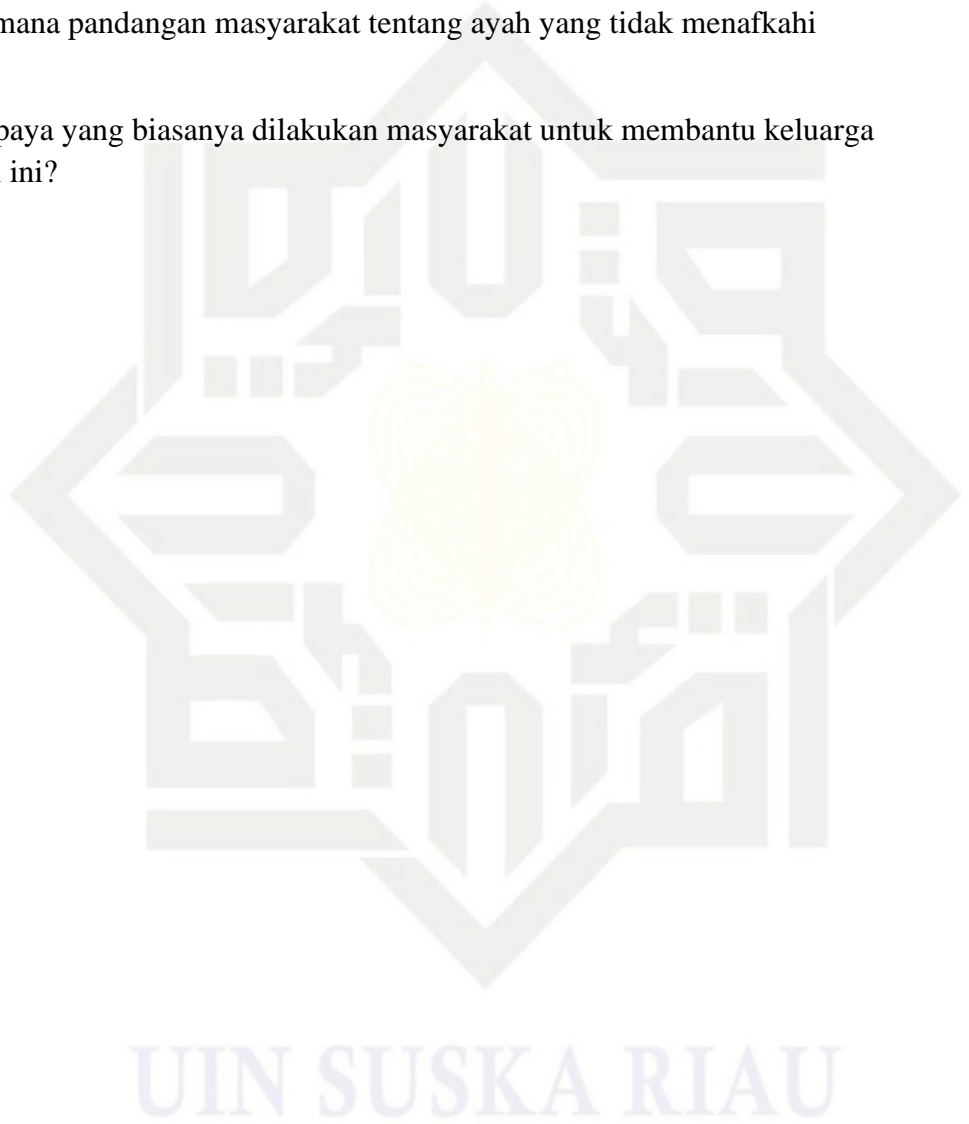 mana pandangan masyarakat tentang ayah yang tidak menafkahi
paya yang biasanya dilakukan masyarakat untuk membantu keluarga
ini?
UIN SUSKA RIAU